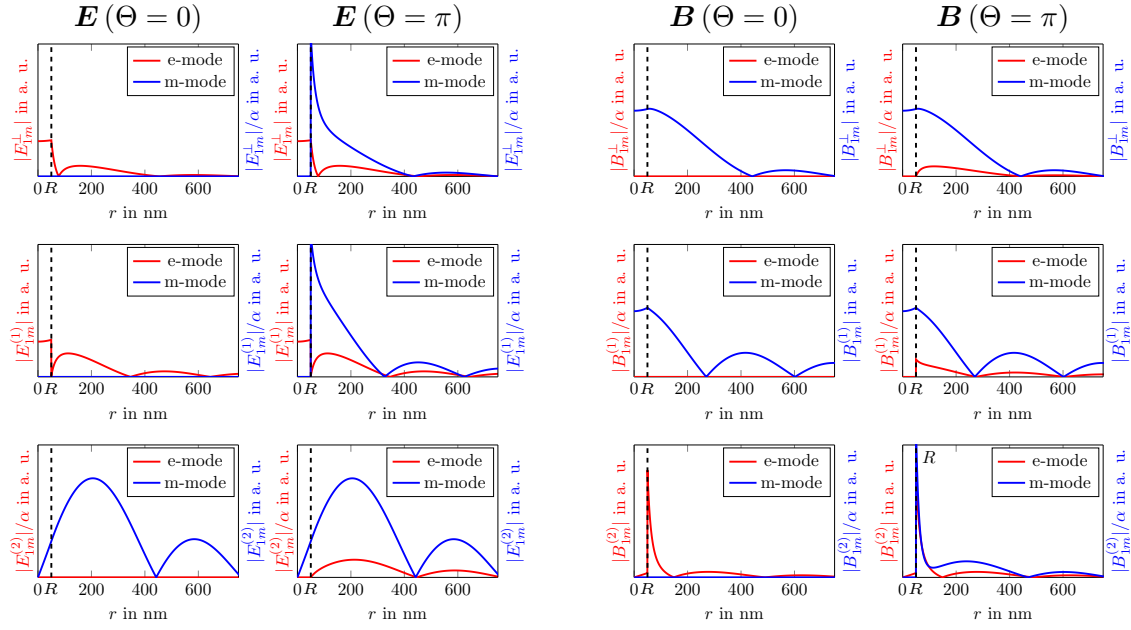 E (Θ = 0) E (Θ = π) B (Θ = 0) B (Θ = π)
|E⊥1m| in a. u.
e-mode
m-mode
|E⊥1m|/α in a. u.
0 R 200 400 600
r in nm
|E⊥1m| in a. u.
e-mode
m-mode
|E⊥1m|/α in a. u.
0 R 200 400 600
r in nm
|B⊥1m|/α in a. u.
e-mode
m-mode
|B⊥1m| in a. u.
0 R 200 400 600
r in nm
|B⊥1m|/α in a. u.
e-mode
m-mode
|B⊥1m| in a. u.
0 R 200 400 600
r in nm
|E(1)1m| in a. u.
e-mode
m-mode
|E(1)1m|/α in a. u.
0 R 200 400 600
r in nm
|E(1)1m| in a. u.
e-mode
m-mode
|E(1)1m|/α in a. u.
0 R 200 400 600
r in nm
|B(1)1m|/α in a. u.
e-mode
m-mode
|B(1)1m| in a. u.
0 R 200 400 600
r in nm
|B(1)1m|/α in a. u.
e-mode
m-mode
|B(1)1m| in a. u.
0 R 200 400 600
r in nm
|E(2)1m|/α in a. u.
e-mode
m-mode
|E(2)1m| in a. u.
0 R 200 400 600
r in nm
|E(2)1m|/α in a. u.
e-mode
m-mode
|E(2)1m| in a. u.
0 R 200 400 600
r in nm
|B(2)1m| in a. u.
e-mode
m-mode
|B(2)1m|/α in a. u.
0 R 200 400 600
r in nm
|B(2)1m| in a. u.
R
e-mode
m-mode
|B(2)1m|/α in a. u.
0 R 200 400 600
r in nm